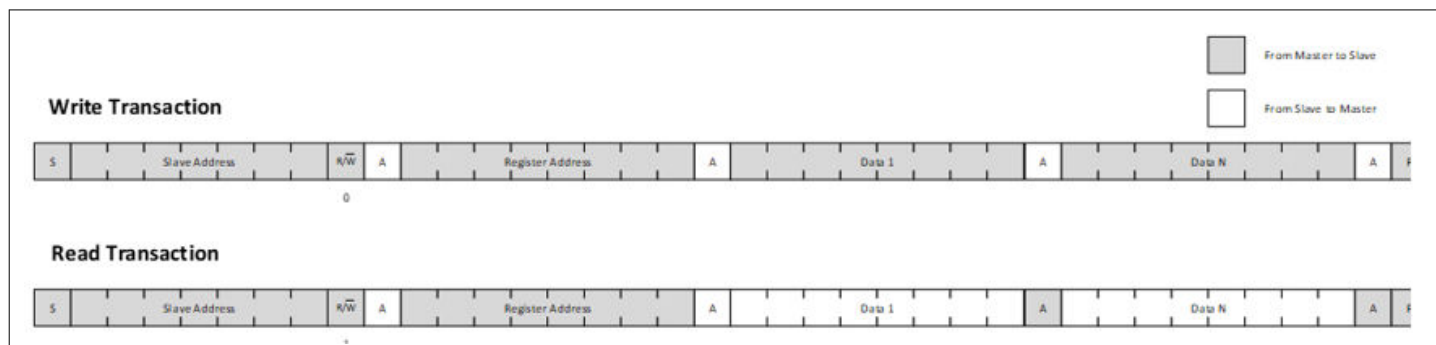 From Master to Slave
Write Transaction
From Slave to Master
S Slave Address R/W̅ A Register Address A Data 1 A Data N A
0
Read Transaction
S Slave Address R/W̅ A Register Address A Data 1 A Data N A